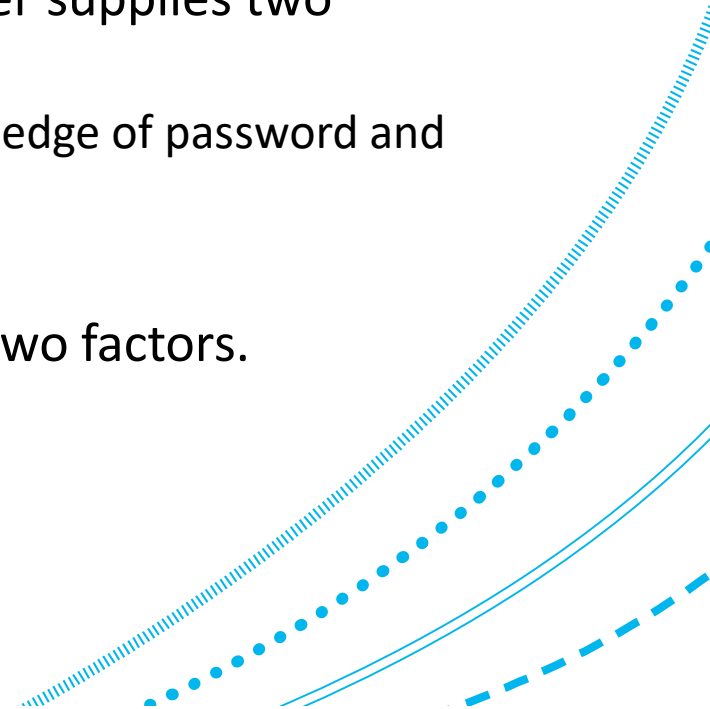 er supplies two
edge of password and
wo factors.